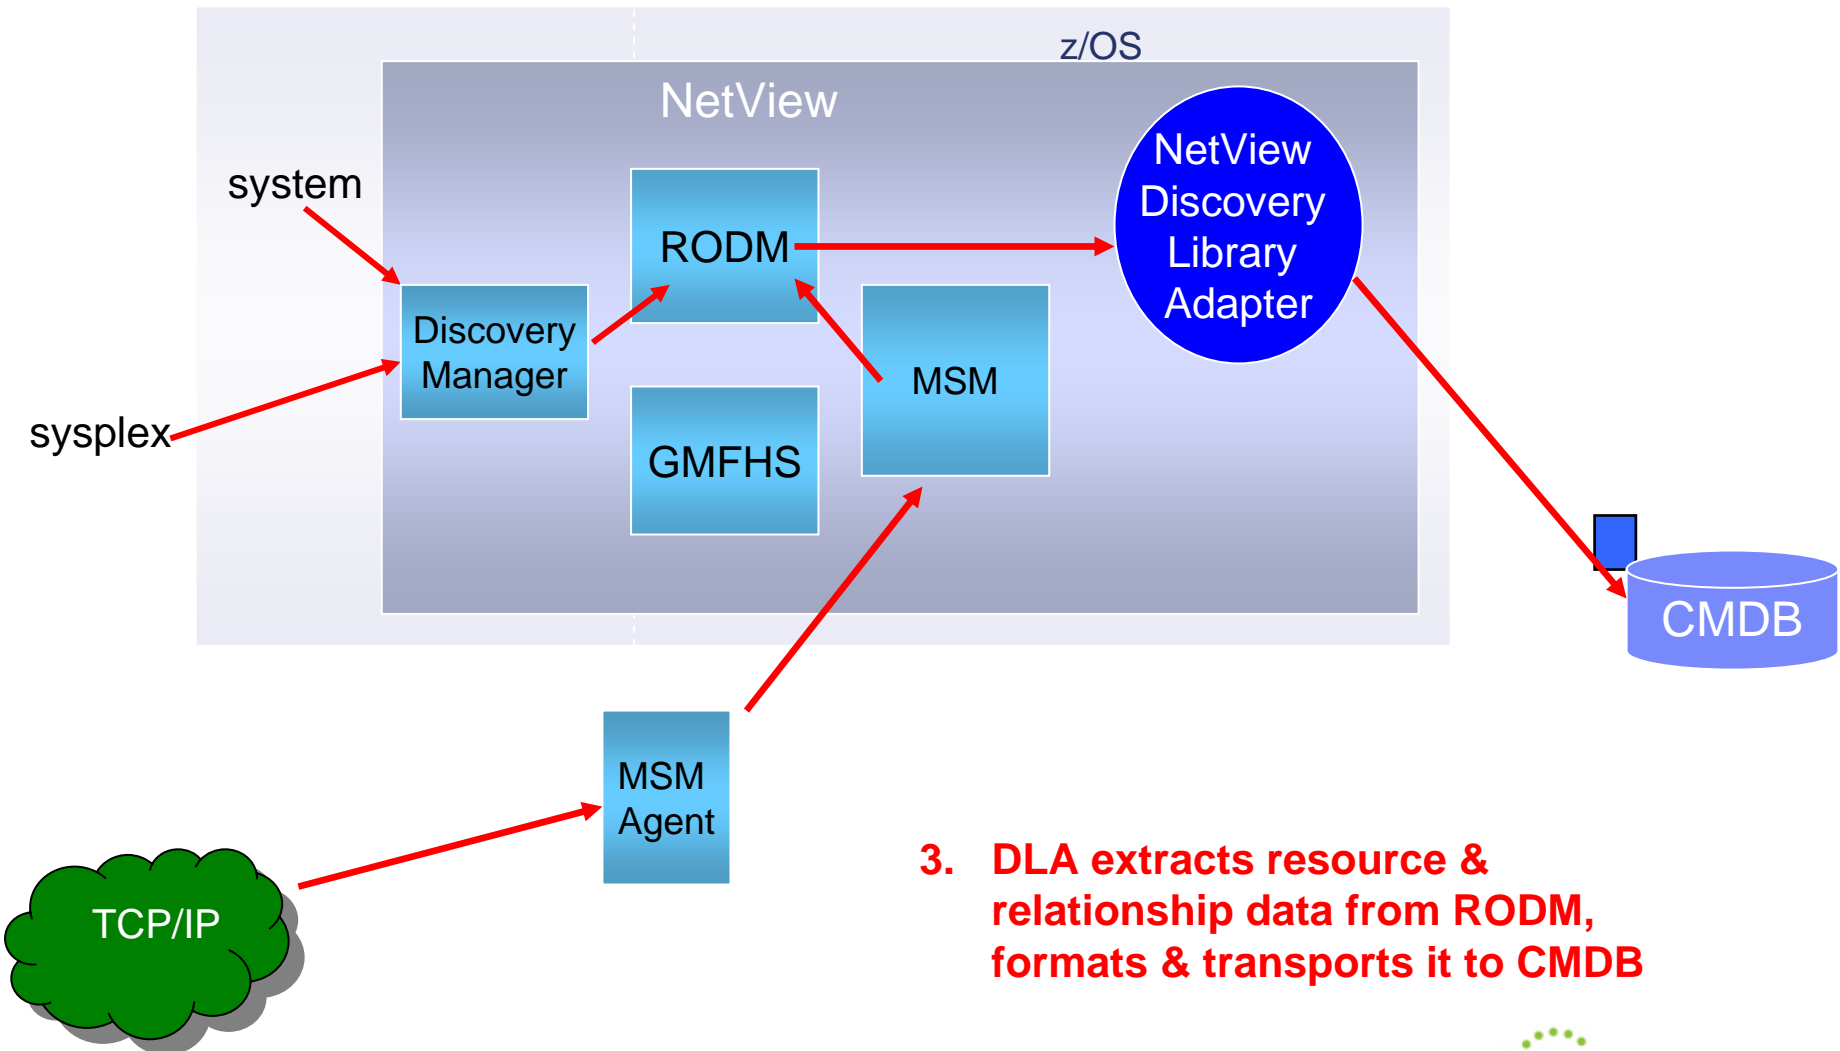 z/OS
NetView
NetView
Discovery
Library
Adapter
system
RODM
Discovery
Manager
MSM
sysplex
GMFHS
CMDB
MSM
Agent
TCP/IP
3. DLA extracts resource &
relationship data from RODM,
formats & transports it to CMDB